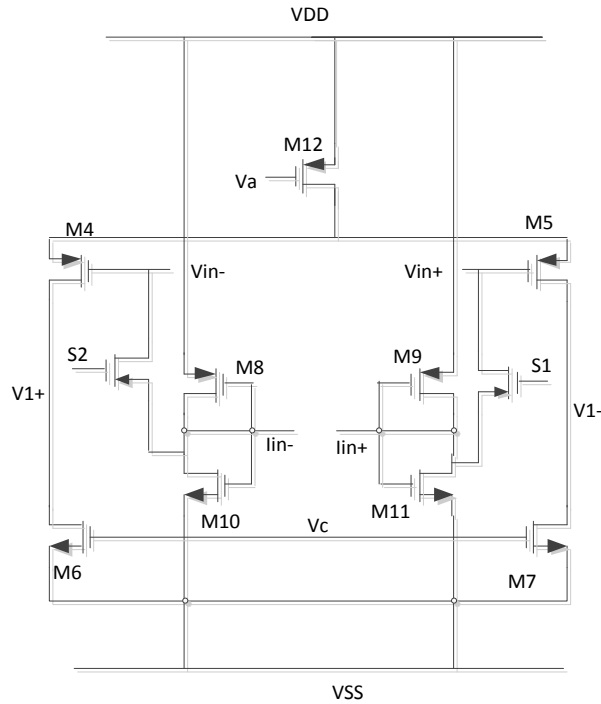 VDD
M12
Va
M4
M5
Vin-
Vin+
S2
M8
M9
S1
V1+
V1-
Iin-
Iin+
M10
M11
Vc
M6
M7
VSS